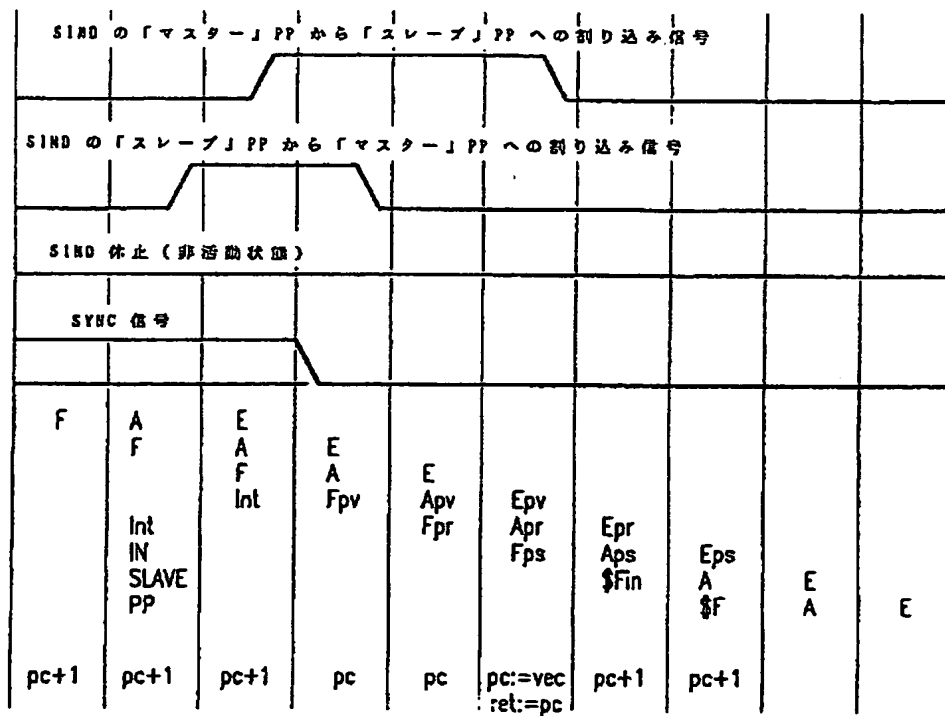 SIMD の「マスター」PP から「スレーブ」PP への割り込み信号
SIMD の「スレーブ」PP から「マスター」PP への割り込み信号
SIMD 休止（非活動状態）
SYNC 信号
F A E
F A E
F A E
Int Fpv Apv Epv
Int Fpr Apr Epr
IN Fps Aps Eps
SLAVE $Fin A E
PP $F A E
pc+1 pc+1 pc+1 pc pc pc:=vec pc+1 pc+1
ret:=pc